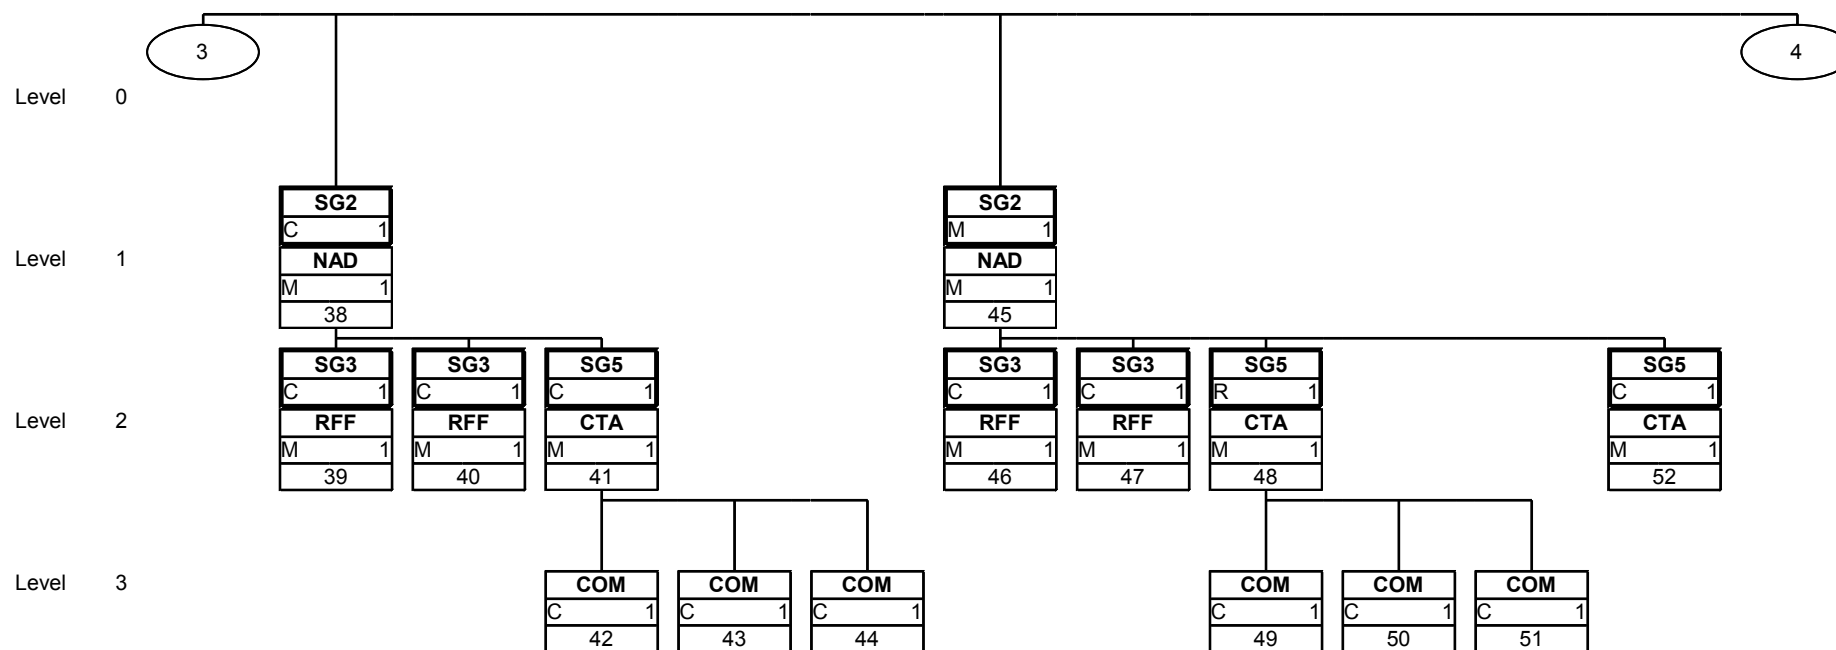 3 4
Level 0
SG2 SG2
C 1 M 1
Level 1
NAD NAD
M 1 M 1
38 45
SG3 SG3 SG5 SG3 SG3 SG5 SG5
C 1 C 1 C 1 C 1 C 1 R 1 C 1
Level 2
RFF RFF CTA RFF RFF CTA CTA
M 1 M 1 M 1 M 1 M 1 M 1 M 1
39 40 41 46 47 48 52
Level 3
COM COM COM COM COM COM
C 1 C 1 C 1 C 1 C 1 C 1
42 43 44 49 50 51